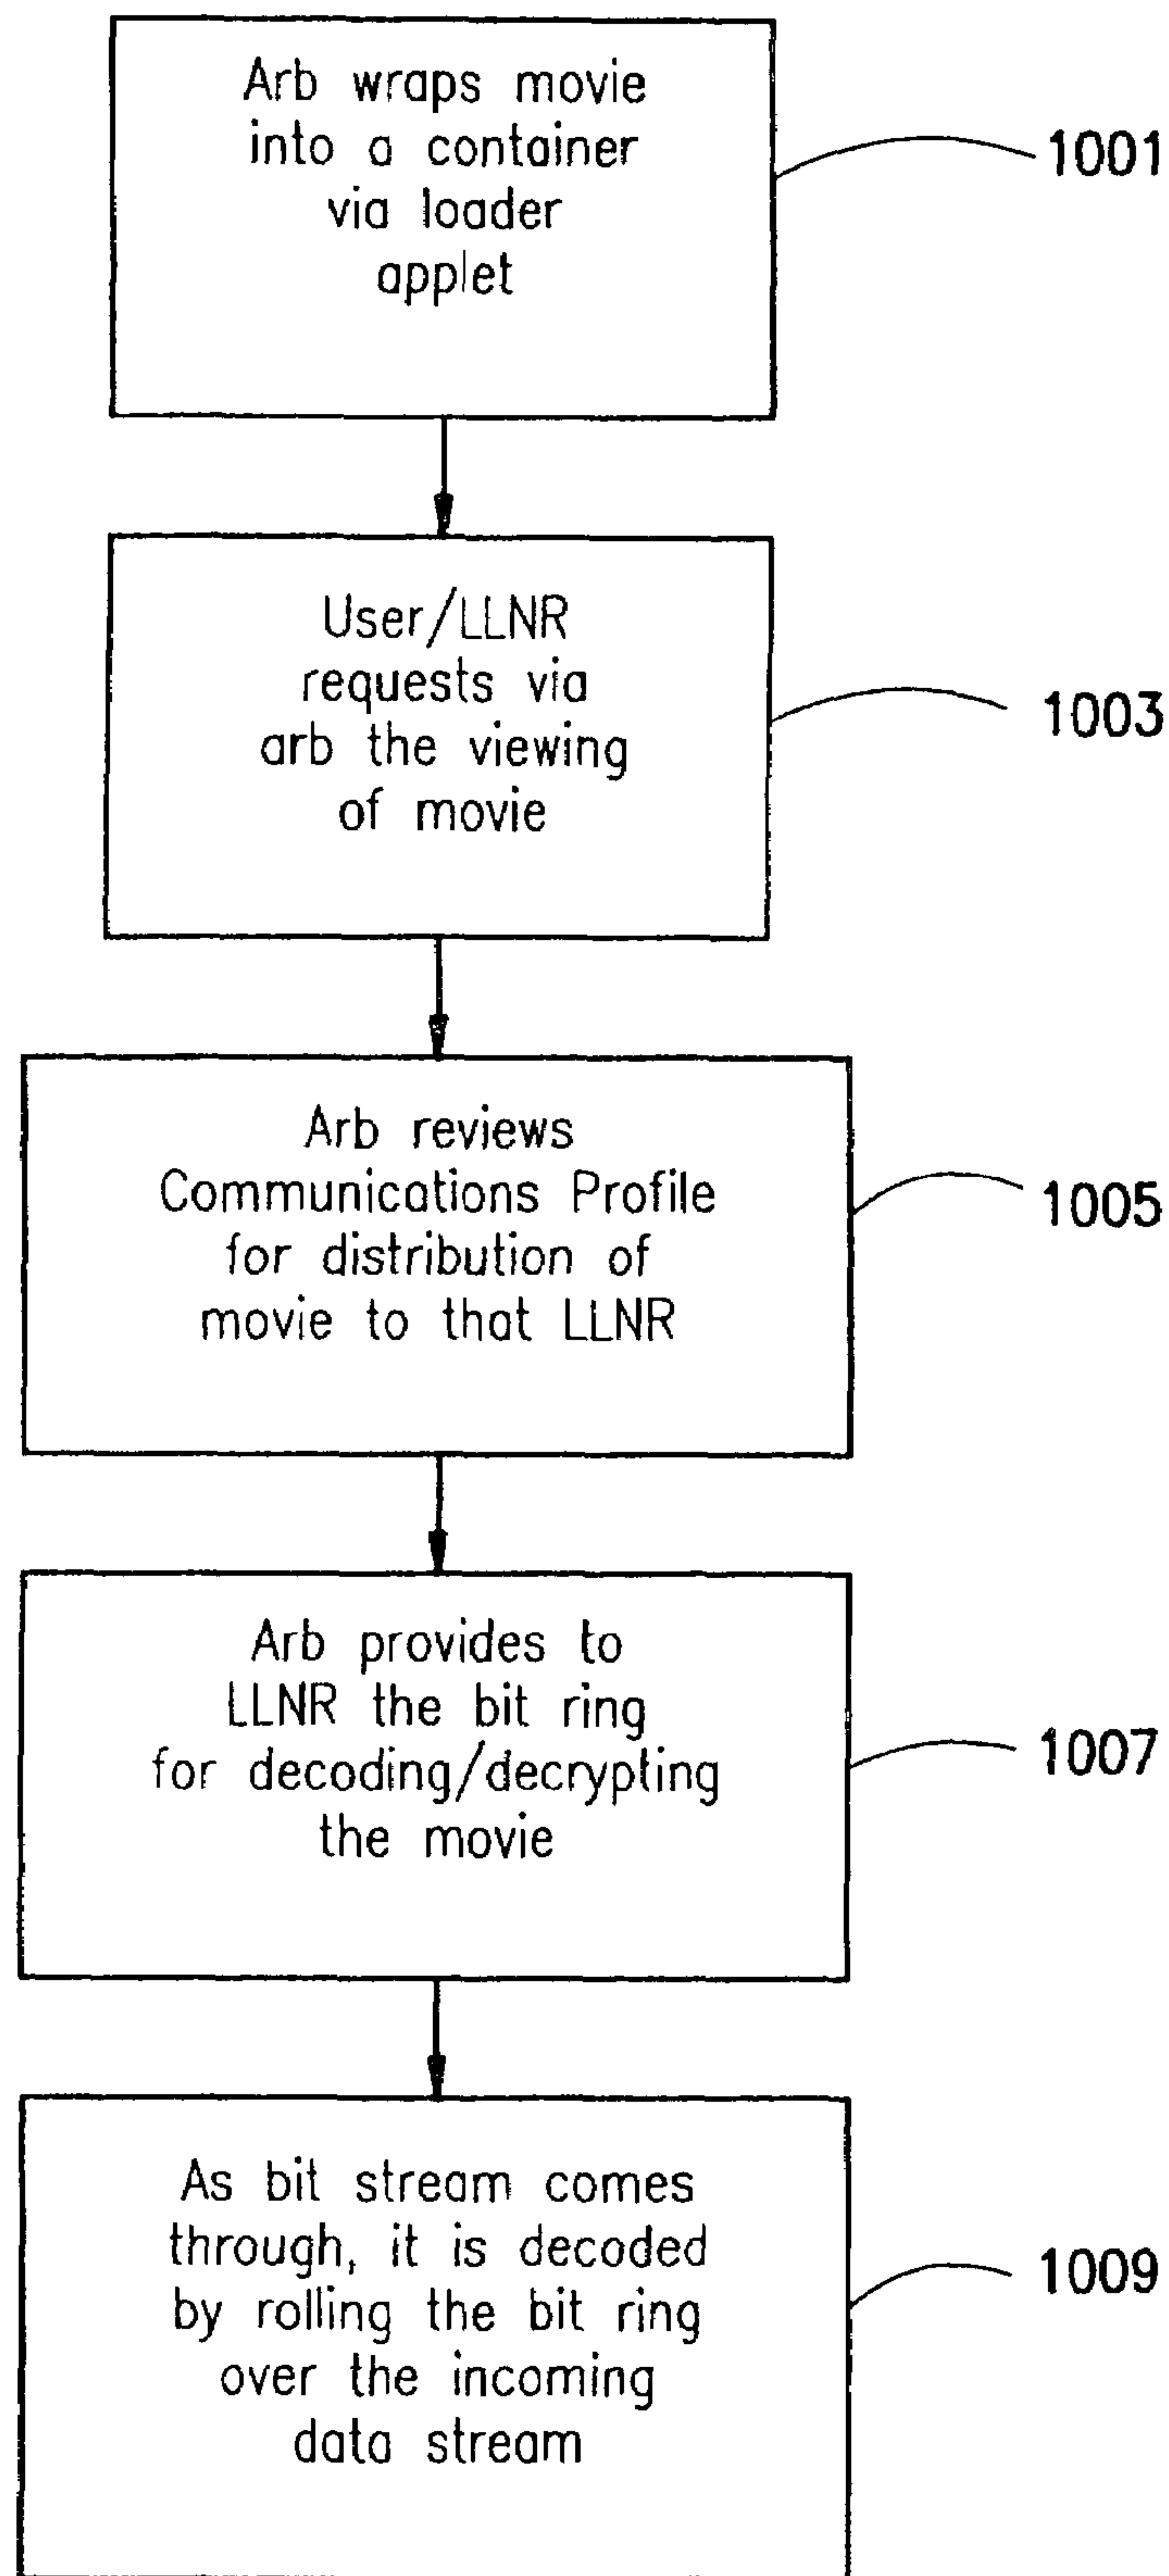 Arb wraps movie
into a container
via loader
applet
1001
User/LLNR
requests via
arb the viewing
of movie
1003
Arb reviews
Communications Profile
for distribution of
movie to that LLNR
1005
Arb provides to
LLNR the bit ring
for decoding/decrypting
the movie
1007
As bit stream comes
through, it is decoded
by rolling the bit ring
over the incoming
data stream
1009